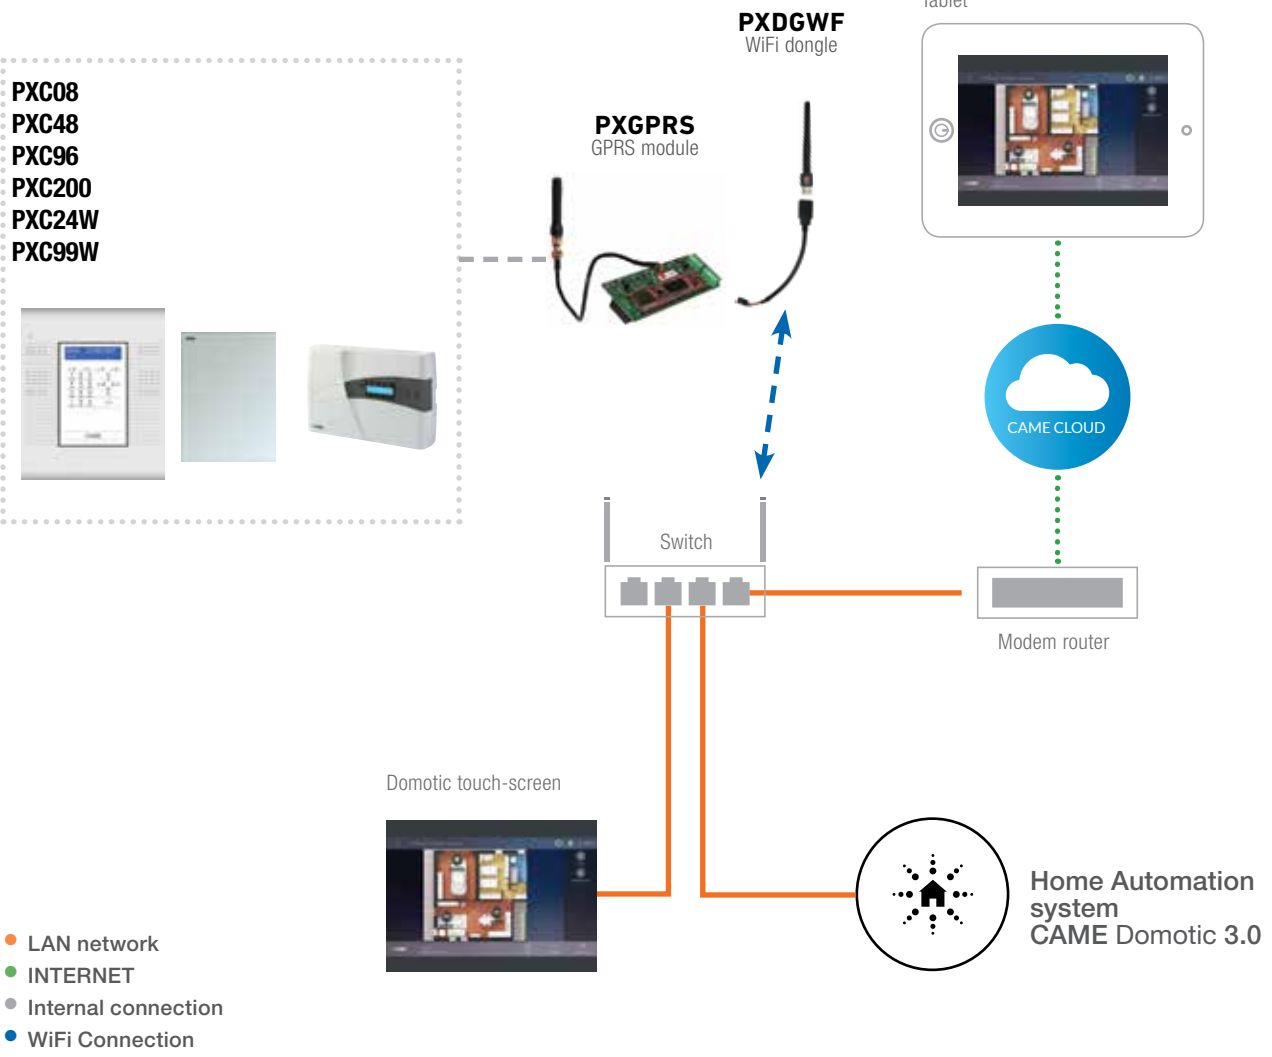 Tablet
PXDGWF
WiFi dongle
PXC08
PXC48
PXC96
PXC200
PXC24W
PXC99W
PXGPRS
GPRS module
CAME CLOUD
Switch
Modem router
Domotic touch-screen
Home Automation
system
CAME Domotic 3.0
LAN network
INTERNET
Internal connection
WiFi Connection